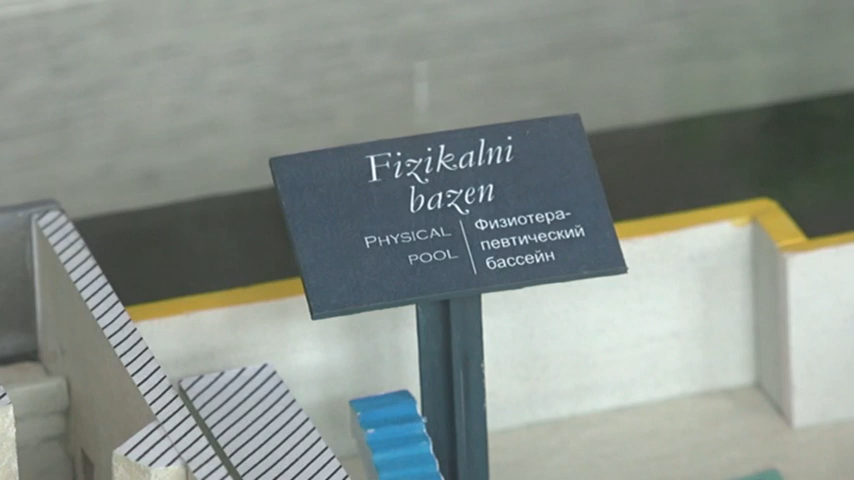 Fizikalni
bazen
PHYSICAL
POOL
Физиотера-
певтический
бассейн